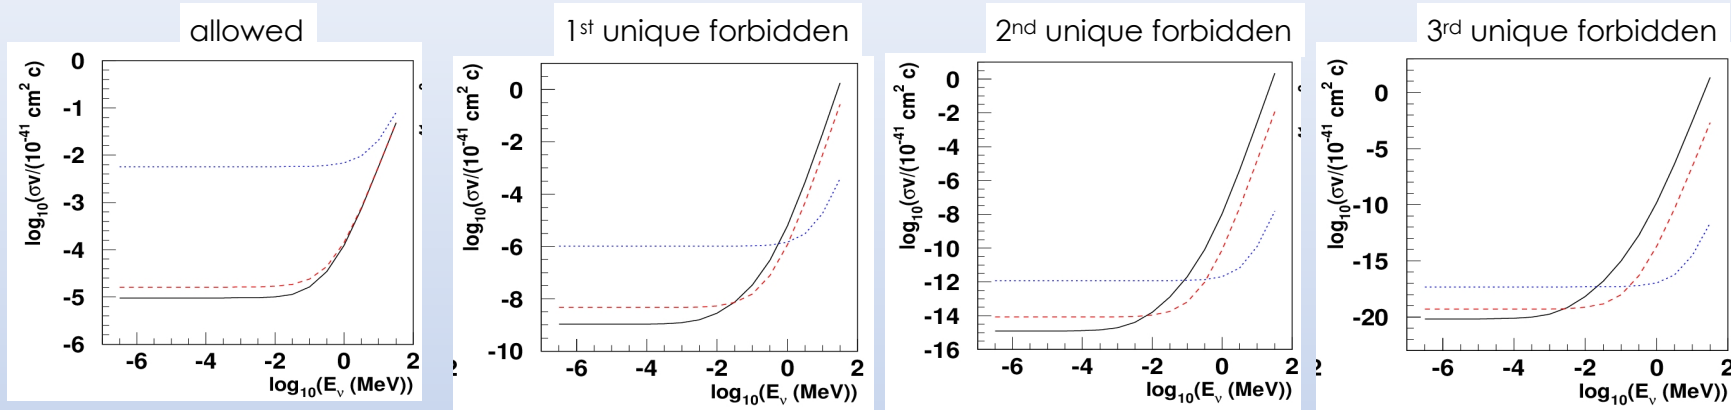 allowed
0
-1
-2
-3
-4
-5
-6
-6 -4 -2 0 2
log10(σv/(10-41 cm2 c)
log10(Eν (MeV))
1st unique forbidden
0
-2
-4
-6
-8
-10
-6 -4 -2 0 2
log10(σv/(10-41 cm2 c)
log10(Eν (MeV))
2nd unique forbidden
0
-2
-4
-6
-8
-10
-12
-14
-16
-6 -4 -2 0 2
log10(σv/(10-41 cm2 c)
log10(Eν (MeV))
3rd unique forbidden
0
-5
-10
-15
-20
-6 -4 -2 0 2
log10(σv/(10-41 cm2 c)
log10(Eν (MeV))